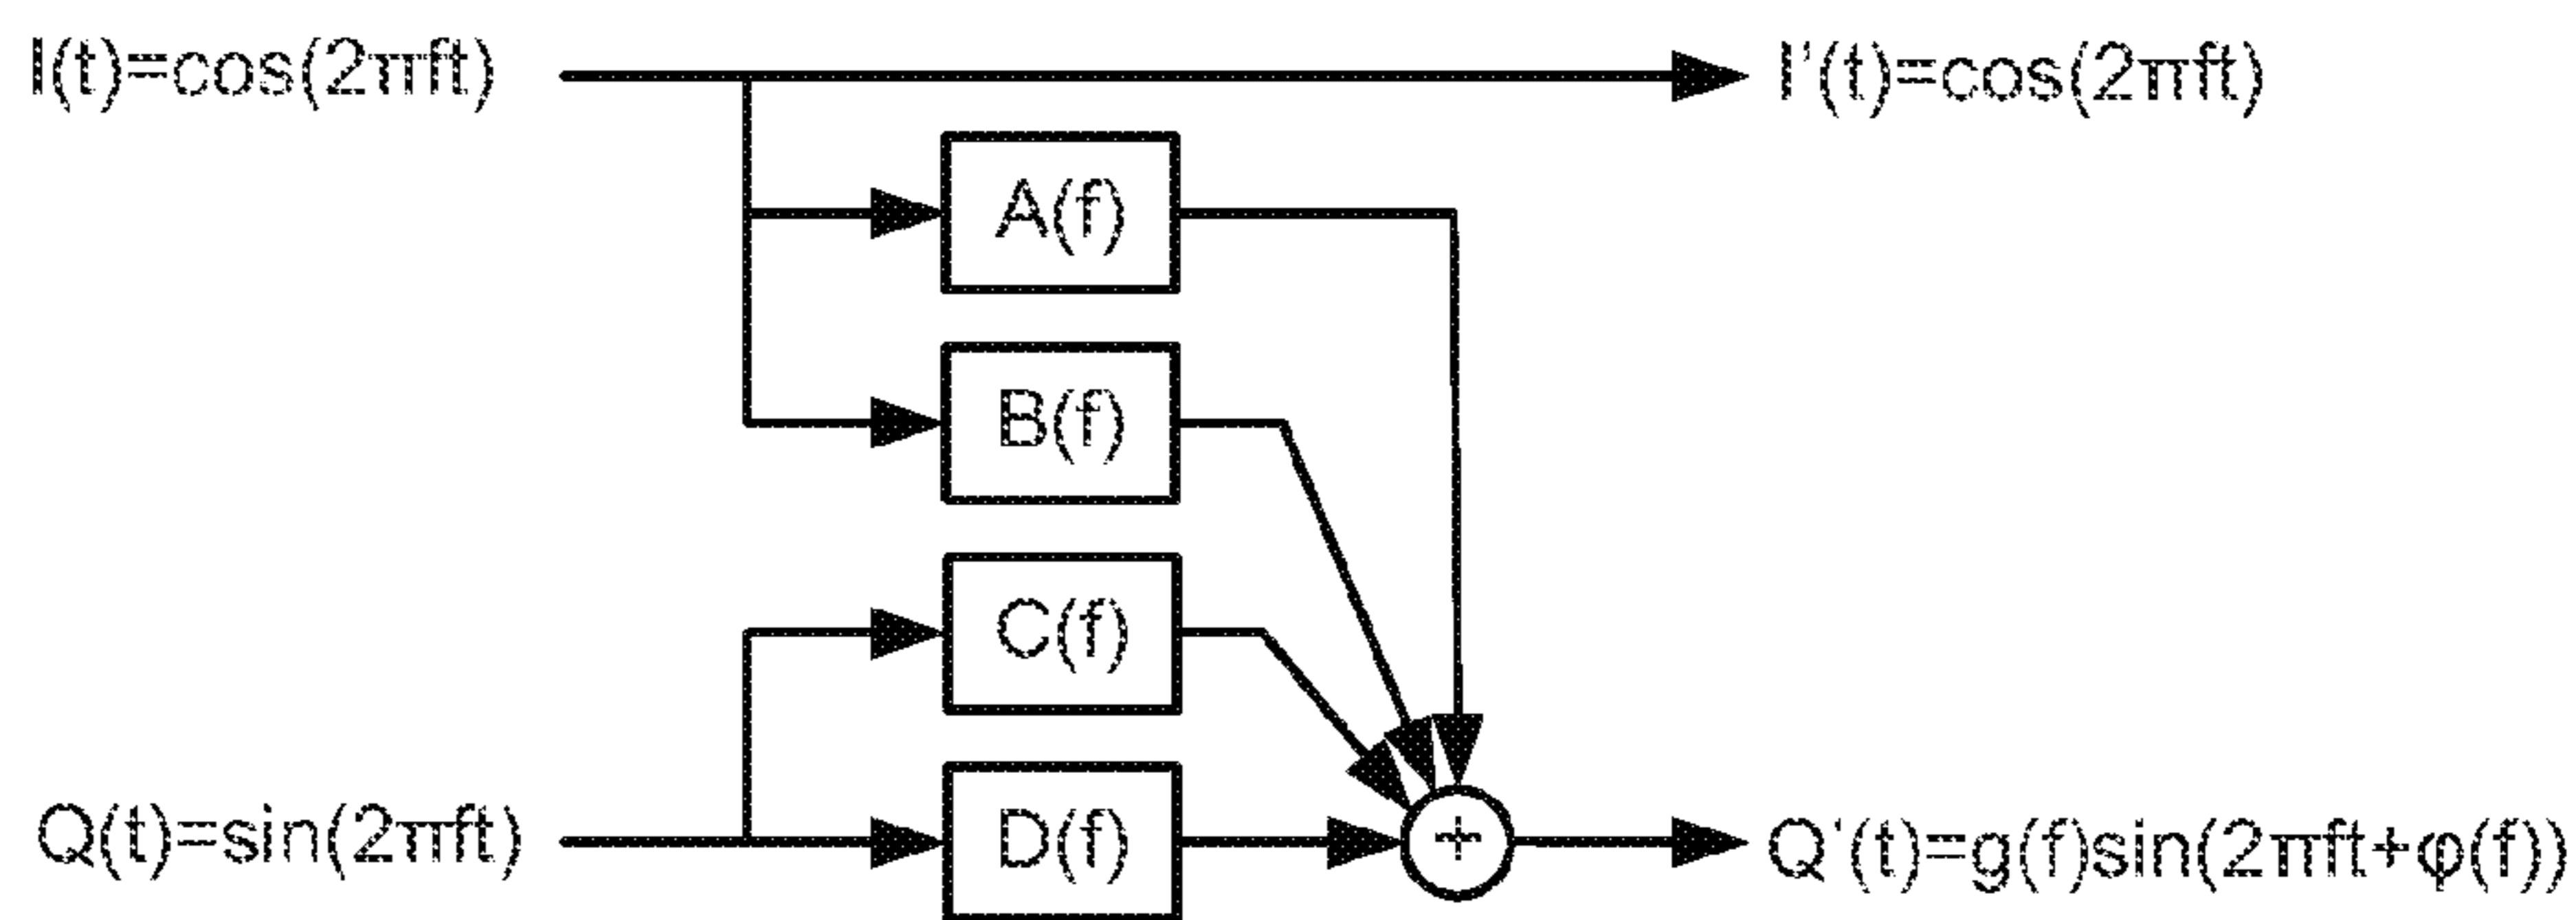 I(t)=cos(2πft)
I'(t)=cos(2πft)
A(f)
B(f)
C(f)
D(f)
+
Q(t)=sin(2πft)
Q'(t)=g(f)sin(2πft+φ(f))